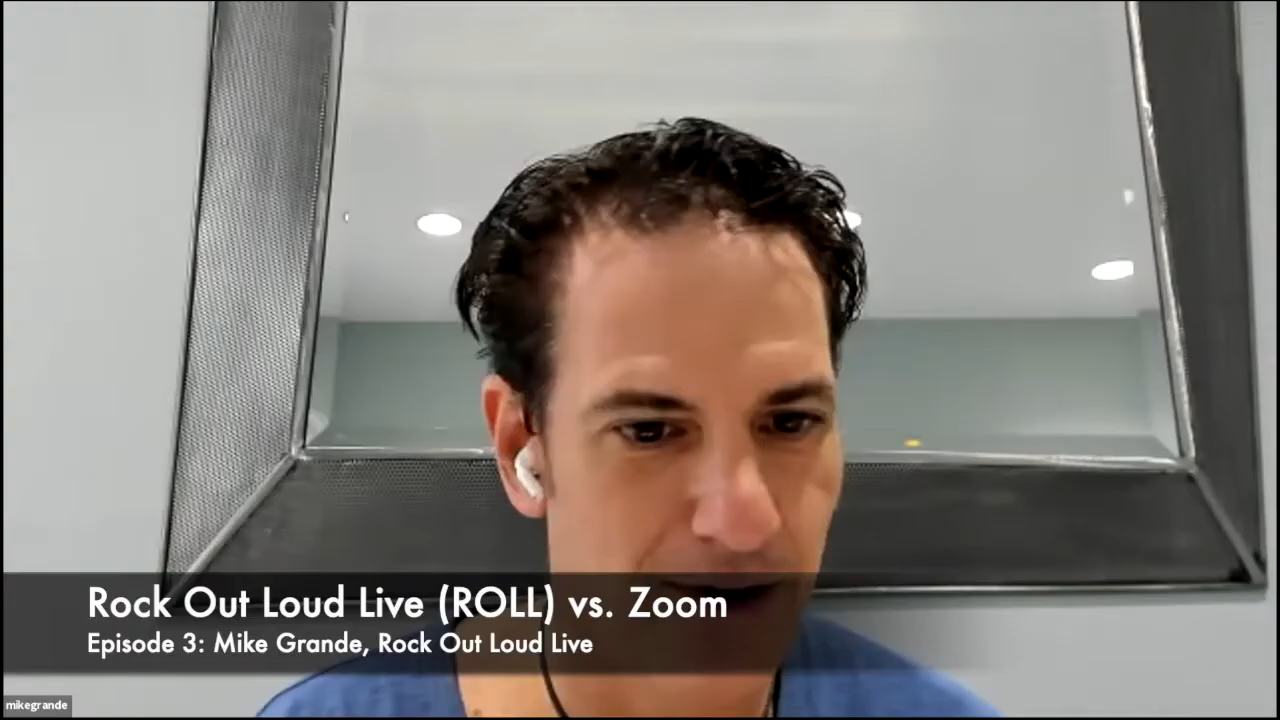 Rock Out Loud Live (ROLL) vs. Zoom
Episode 3: Mike Grande, Rock Out Loud Live
mikegrande